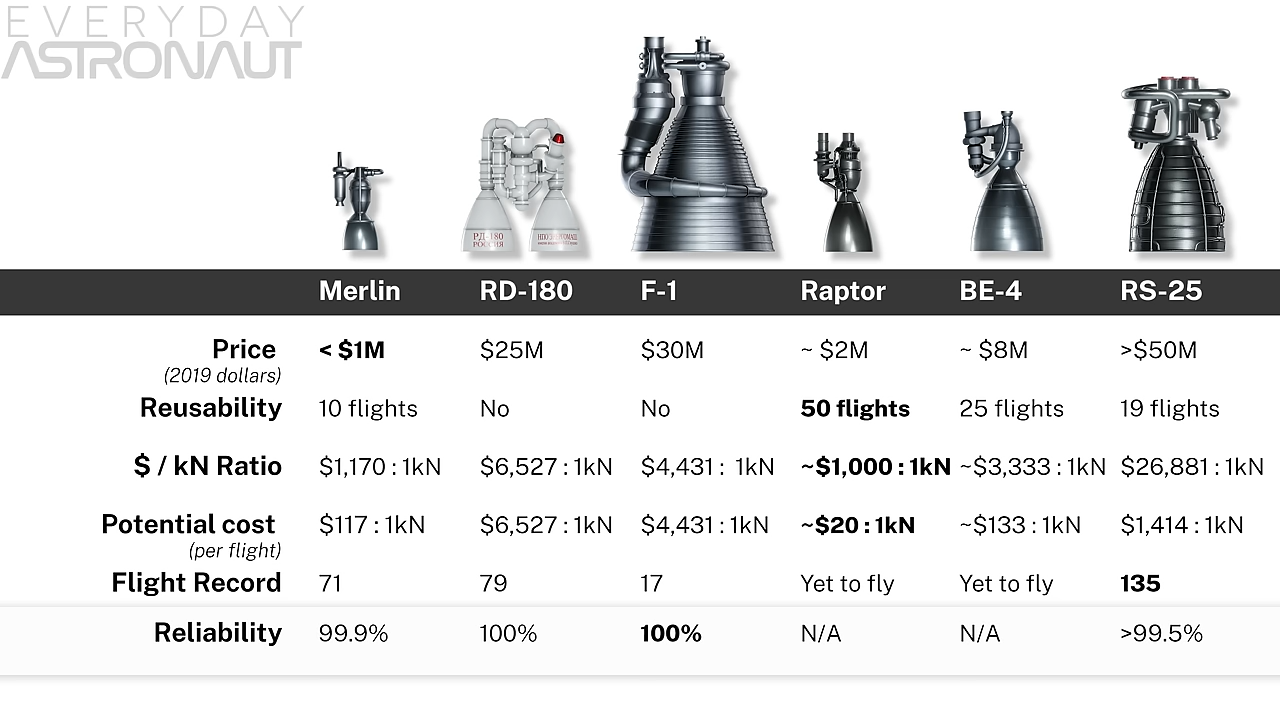 EVERYDAY
ASTRONAUT
РД-180
РОССИЯ
Merlin RD-180 F-1 Raptor BE-4 RS-25
Price < $1M $25M $30M ~ $2M ~ $8M >$50M
(2019 dollars)
Reusability 10 flights No No 50 flights 25 flights 19 flights
$ / kN Ratio $1,170 : 1kN $6,527 : 1kN $4,431 : 1kN ~$1,000 : 1kN ~$3,333 : 1kN $26,881 : 1kN
Potential cost $117 : 1kN $6,527 : 1kN $4,431 : 1kN ~$20 : 1kN ~$133 : 1kN $1,414 : 1kN
(per flight)
Flight Record 71 79 17 Yet to fly Yet to fly 135
Reliability 99.9% 100% 100% N/A N/A >99.5%